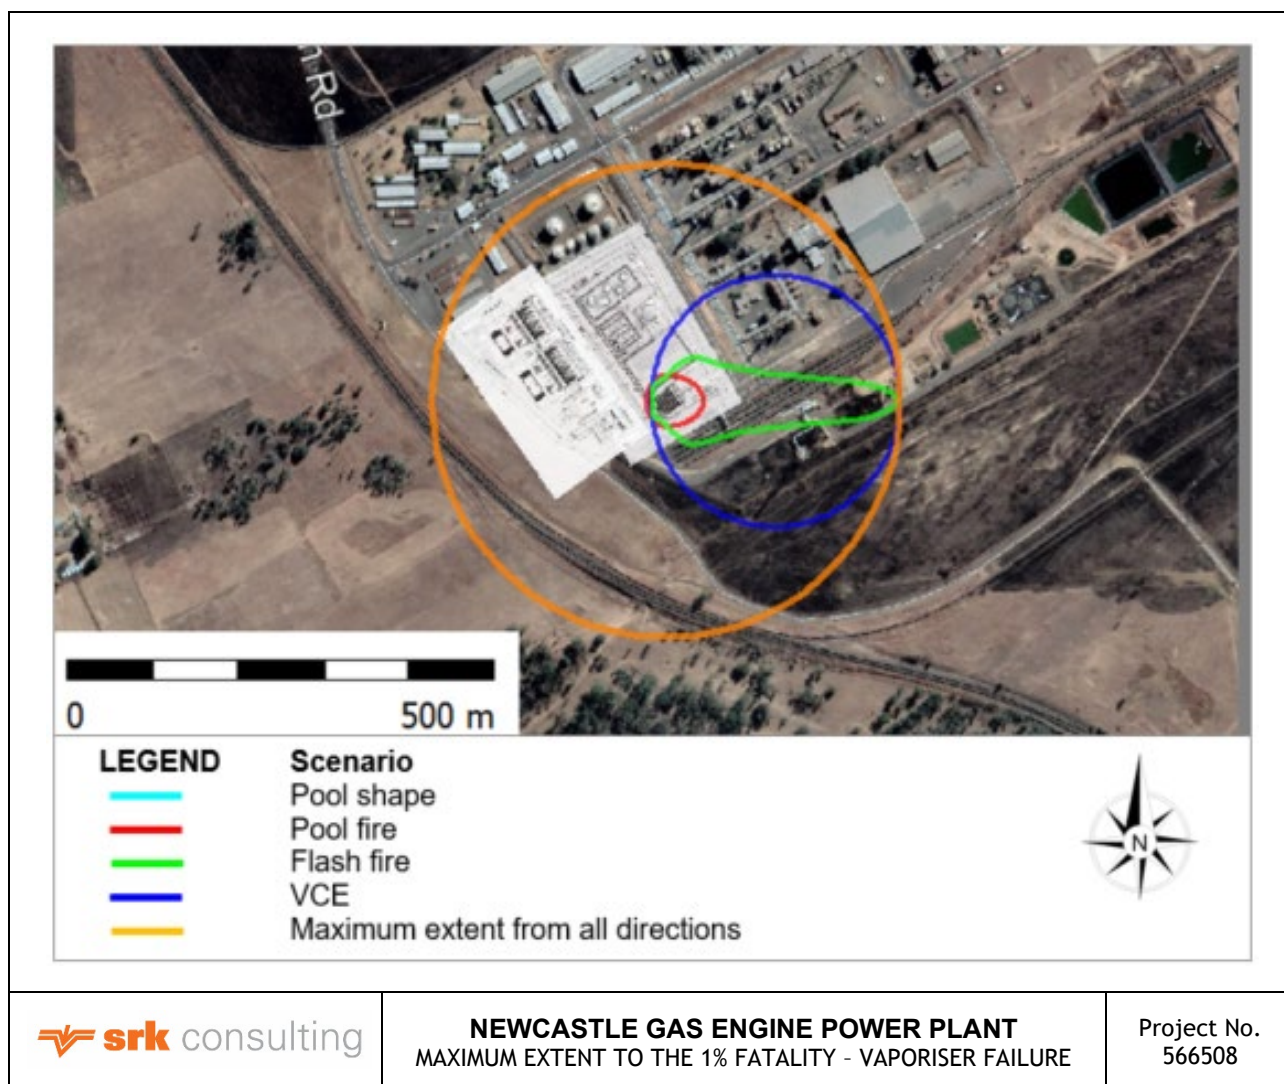 n Rd
0 500 m
LEGEND Scenario
Pool shape
Pool fire
Flash fire
VCE
Maximum extent from all directions
N
srk consulting
NEWCASTLE GAS ENGINE POWER PLANT
MAXIMUM EXTENT TO THE 1% FATALITY – VAPORISER FAILURE
Project No.
566508